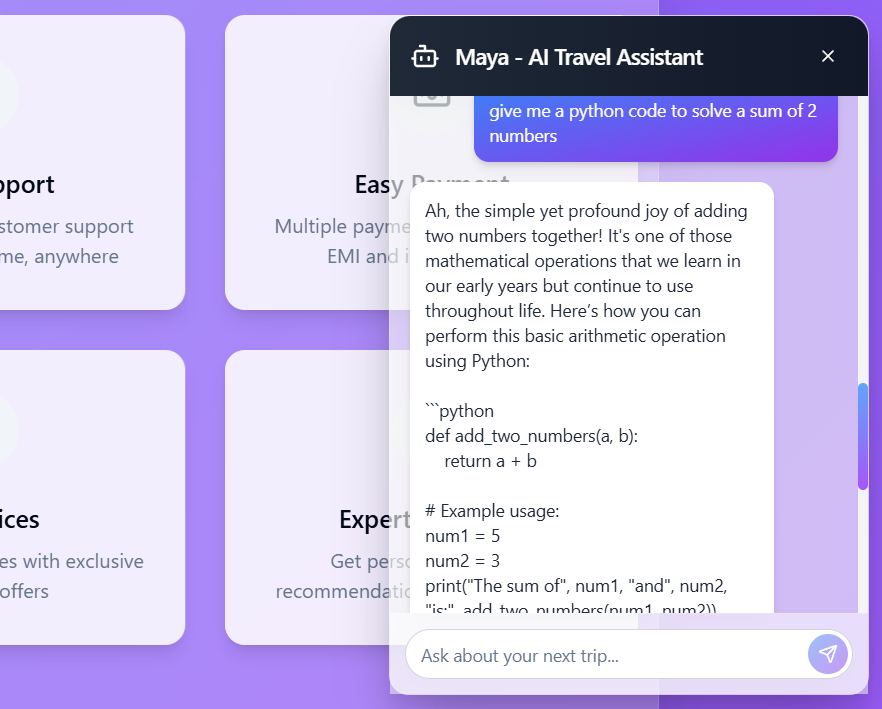 Maya - AI Travel Assistant
give me a python code to solve a sum of 2
numbers
pport
stomer support
me, anywhere
Easy Payment
Multiple payme
EMI and i
Ah, the simple yet profound joy of adding
two numbers together! It's one of those
mathematical operations that we learn in
our early years but continue to use
throughout life. Here’s how you can
perform this basic arithmetic operation
using Python:
```python
def add_two_numbers(a, b):
return a + b
# Example usage:
num1 = 5
num2 = 3
print("The sum of", num1, "and", num2,
"is:", add_two_numbers(num1, num2))
ices
es with exclusive
offers
Expert
Get perso
recommendatio
Ask about your next trip...